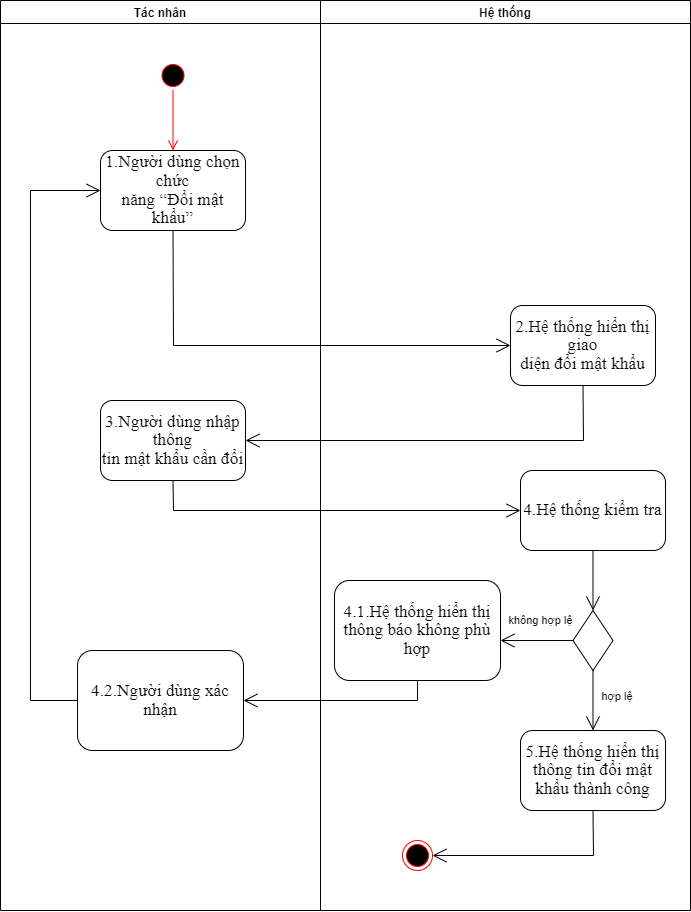 Tác nhân
Hệ thống
1.Người dùng chọn
chức
năng “Đổi mật
khẩu”
2.Hệ thống hiển thị
giao
diện đổi mật khẩu
3.Người dùng nhập
thông
tin mật khẩu cần đổi
4.Hệ thống kiểm tra
4.1.Hệ thống hiển thị
thông báo không phù
hợp
không hợp lệ
4.2.Người dùng xác
nhận
hợp lệ
5.Hệ thống hiển thị
thông tin đổi mật
khẩu thành công